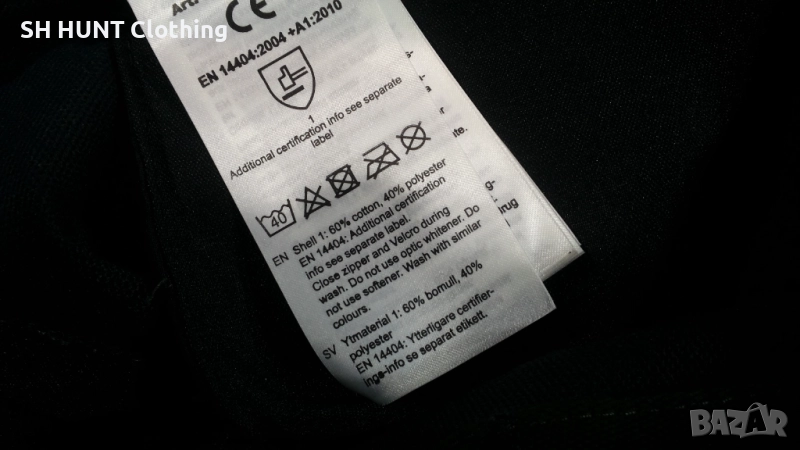 SH HUNT Clothing
CE
EN 14404:2004 +A1:2010
1
Additional certification info see separate
label
40
EN Shell 1: 60% cotton, 40% polyester
EN 14404: Additional certification
info see separate label.
Close zipper and Velcro during
wash. Do not use optic whitener. Do
not use softener. Wash with similar
colours.
SV Ytmaterial 1: 60% bomull, 40%
polyester
EN 14404: Ytterligare certifier-
ings-info se separat etikett.
BAZAR